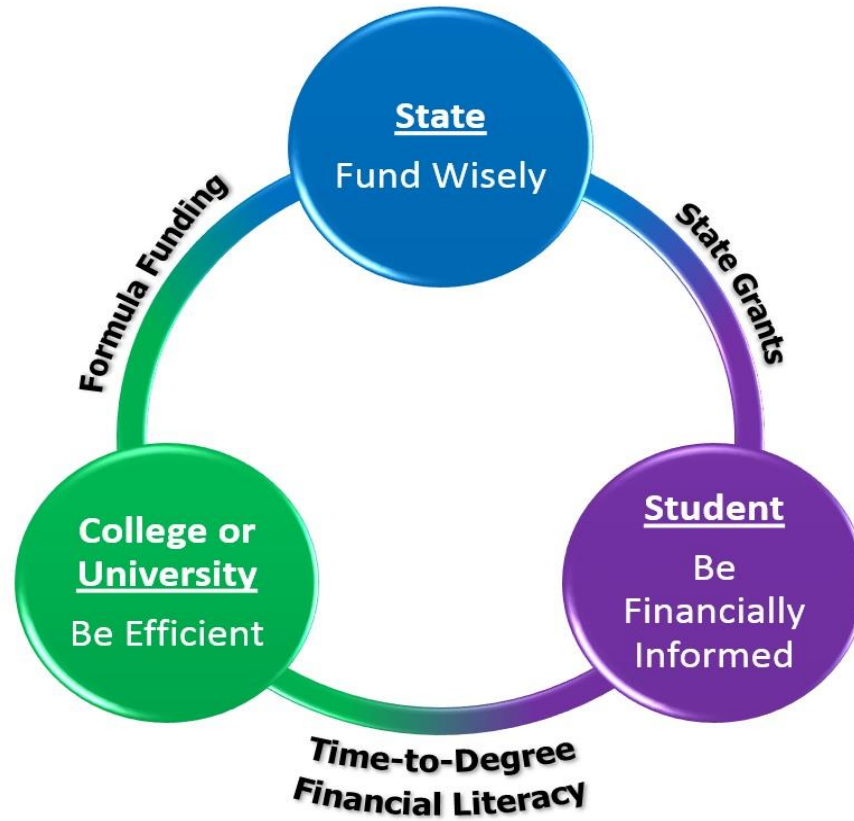 State
Fund Wisely
Formula Funding
State Grants
College or
University
Be Efficient
Student
Be
Financially
Informed
Time-to-Degree
Financial Literacy